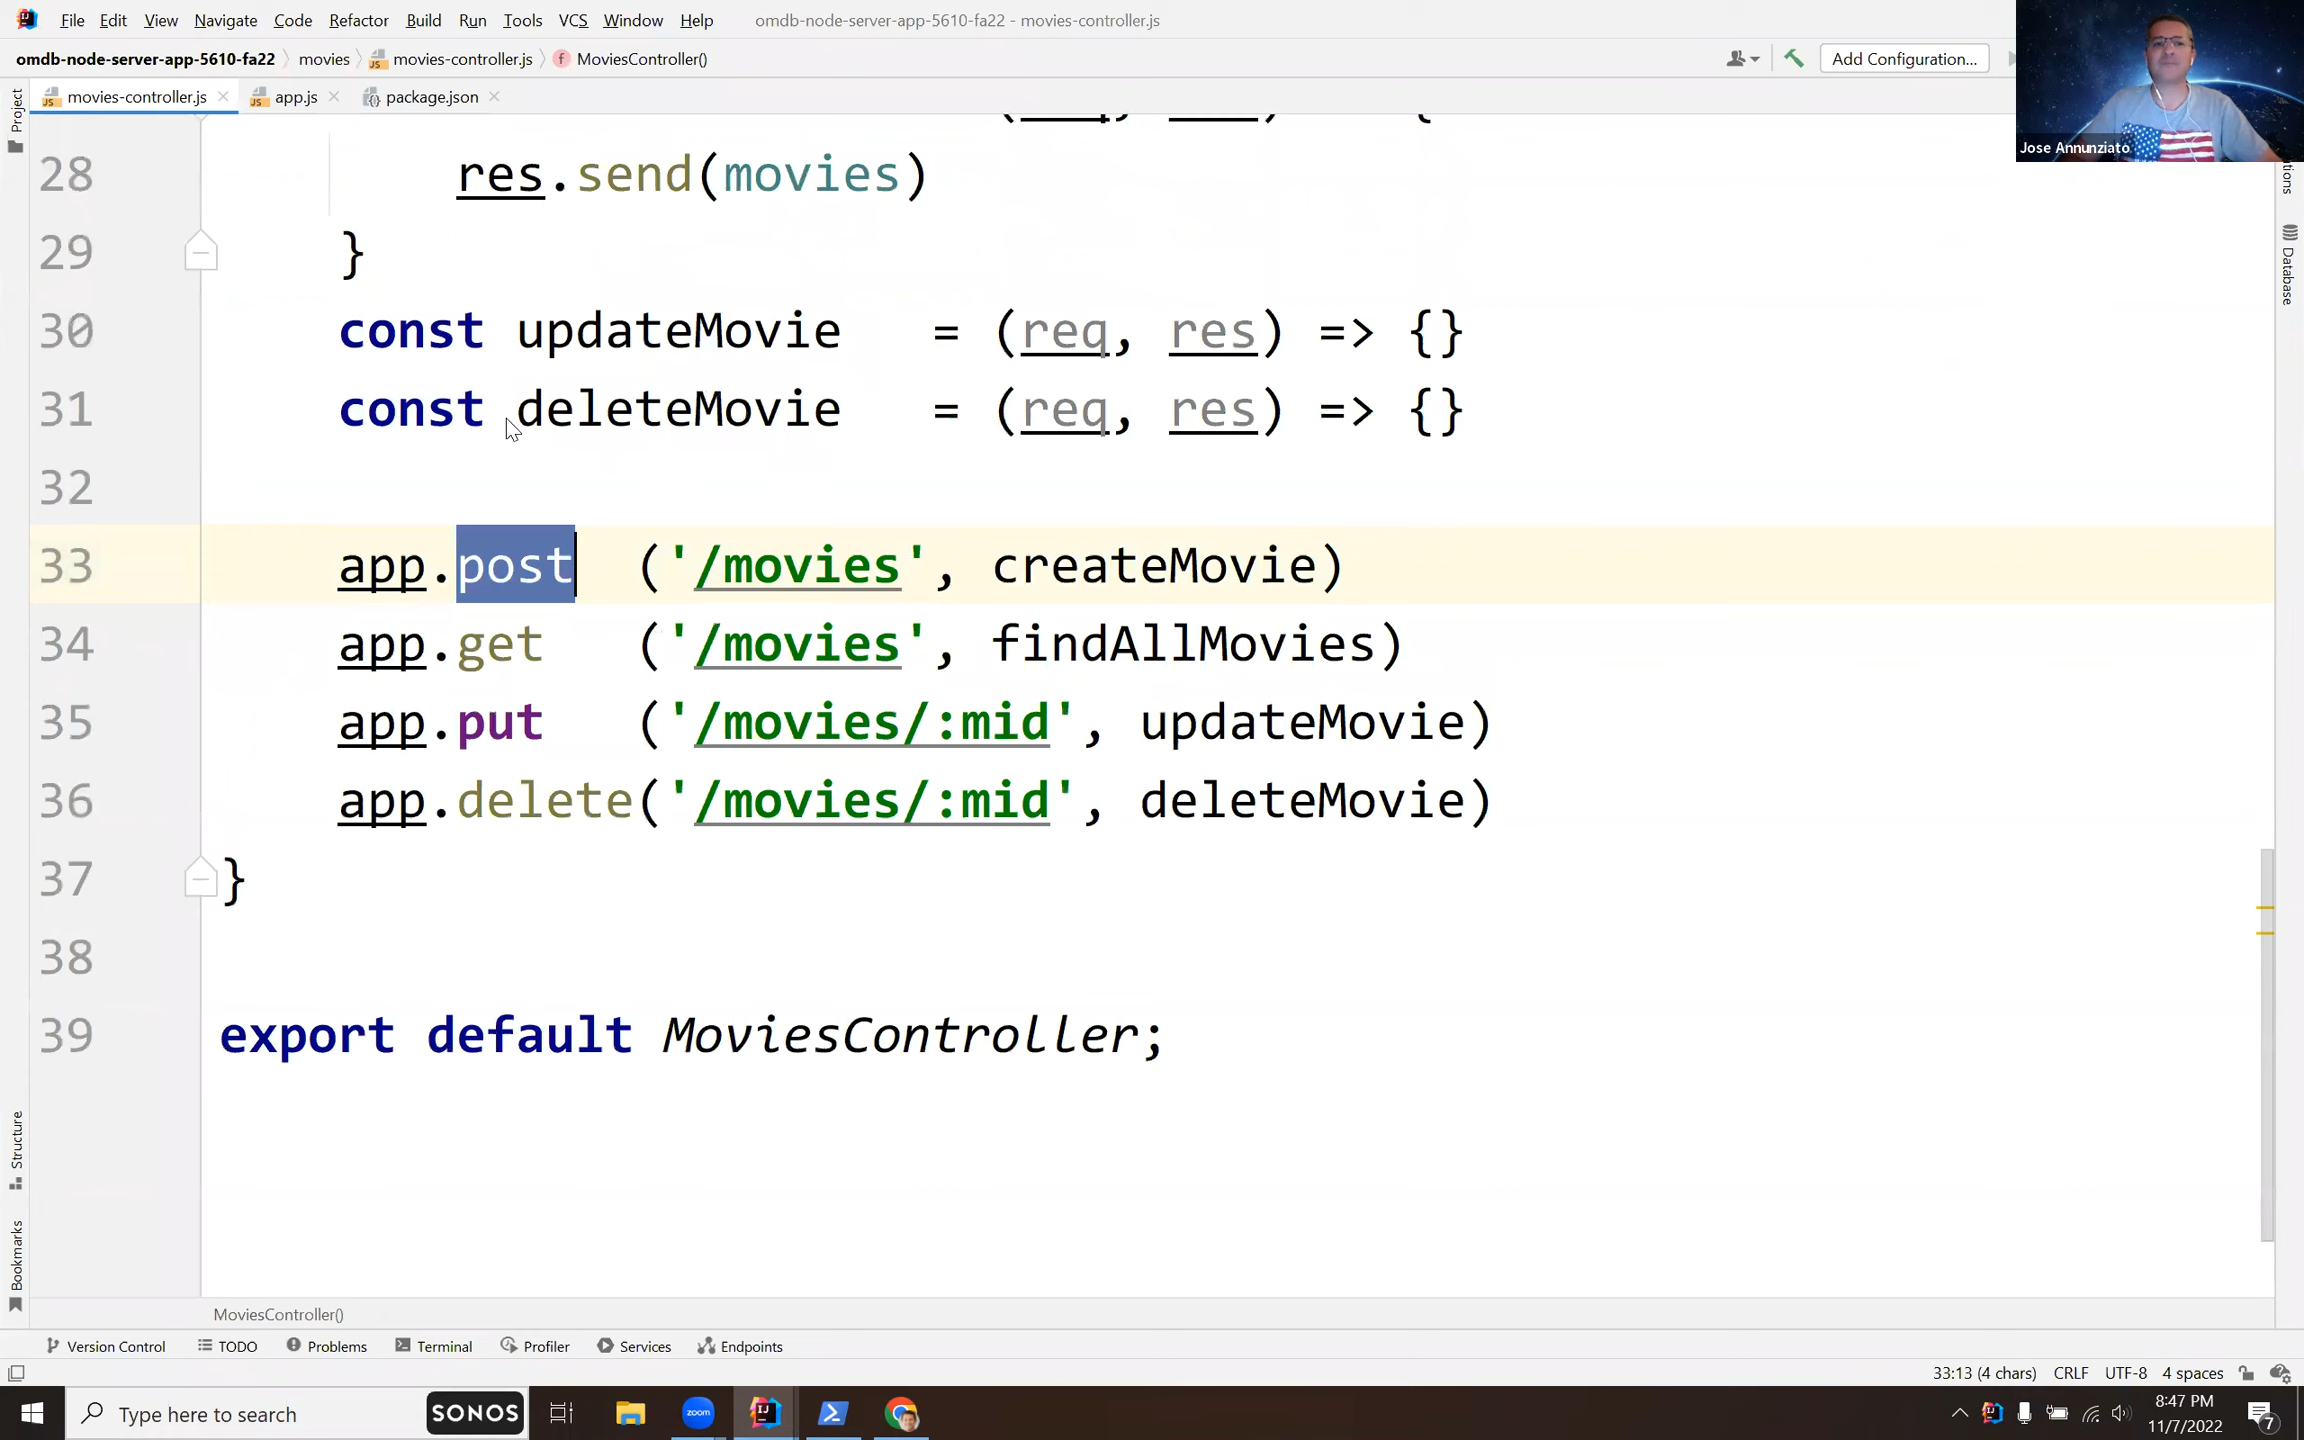 File Edit View Navigate Code Refactor Build Run Tools VCS Window Help omdb-node-server-app-5610-fa22 - movies-controller.js
omdb-node-server-app-5610-fa22 movies movies-controller.js MoviesController() Add Configuration...
movies-controller.js app.js package.json
Project
Jose Annunziato
Database
28 res.send(movies)
29 }
30 const updateMovie = (req, res) => {}
31 const deleteMovie = (req, res) => {}
32
33 app.post ('/movies', createMovie)
34 app.get ('/movies', findAllMovies)
35 app.put ('/movies/:mid', updateMovie)
36 app.delete('/movies/:mid', deleteMovie)
37 }
38
39 export default MoviesController;
Structure
Bookmarks
MoviesController()
Version Control TODO Problems Terminal Profiler Services Endpoints
33:13 (4 chars) CRLF UTF-8 4 spaces
Type here to search SONOS zoom 8:47 PM
11/7/2022 7